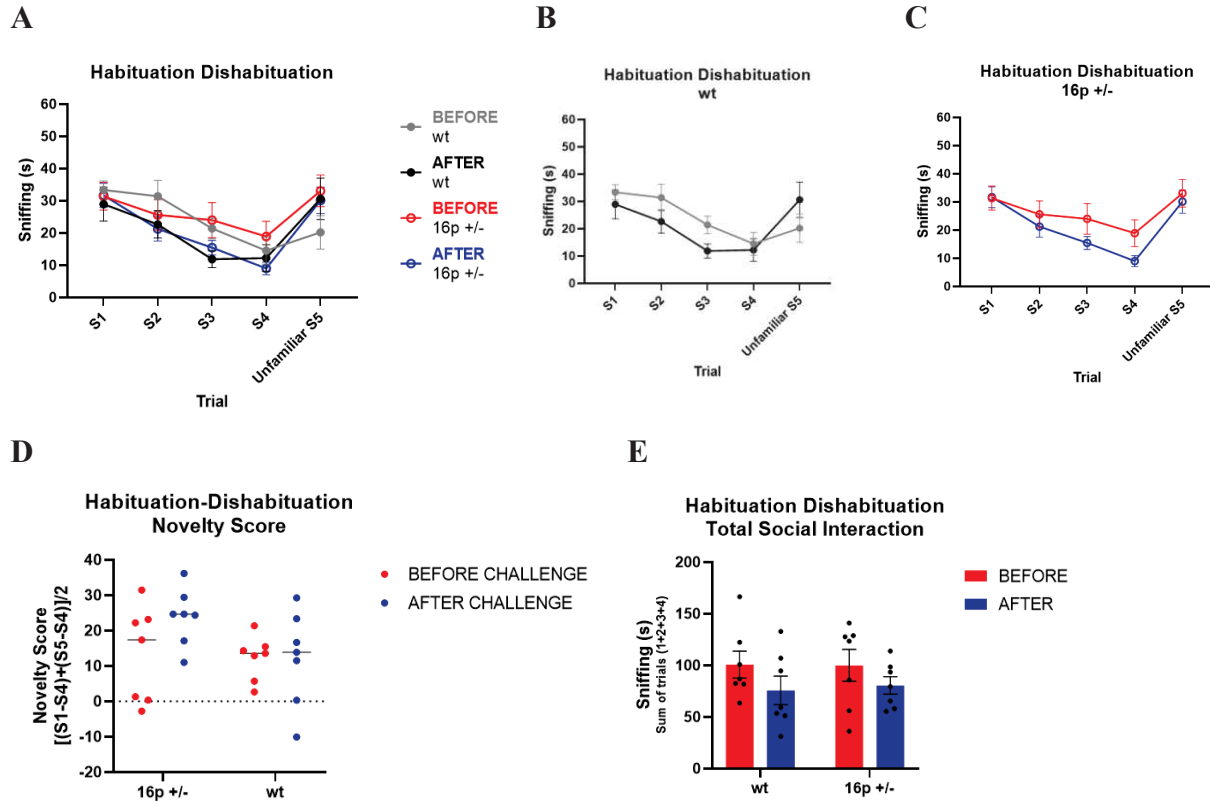 A
Habituation Dishabituation
Sniffing (s)
60
50
40
30
20
10
0
S1
S2
S3
S4
Unfamiliar S5
Trial
BEFORE
wt
AFTER
wt
BEFORE
16p +/-
AFTER
16p +/-
B
Habituation Dishabituation
wt
Sniffing (s)
60
50
40
30
20
10
0
S1
S2
S3
S4
Unfamiliar S5
Trial
C
Habituation Dishabituation
16p +/-
Sniffing (s)
60
50
40
30
20
10
0
S1
S2
S3
S4
Unfamiliar S5
Trial
D
Habituation-Dishabituation
Novelty Score
Novelty Score
[(S1-S4)+(S5-S4)]/2
40
30
20
10
0
-10
-20
16p +/-
wt
BEFORE CHALLENGE
AFTER CHALLENGE
E
Habituation Dishabituation
Total Social Interaction
Sniffing (s)
Sum of trials (1+2+3+4)
200
150
100
50
0
wt
16p +/-
BEFORE
AFTER